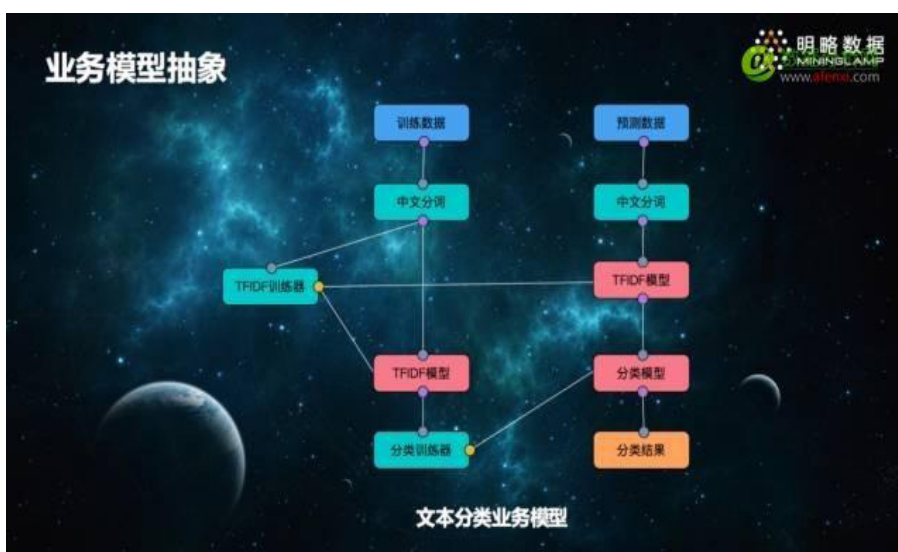 业务模型抽象
明略数据
MININGLAMP
www.afenxi.com
训练数据
预测数据
中文分词
中文分词
TFIDF训练器
TFIDF模型
TFIDF模型
分类模型
分类训练器
分类结果
文本分类业务模型